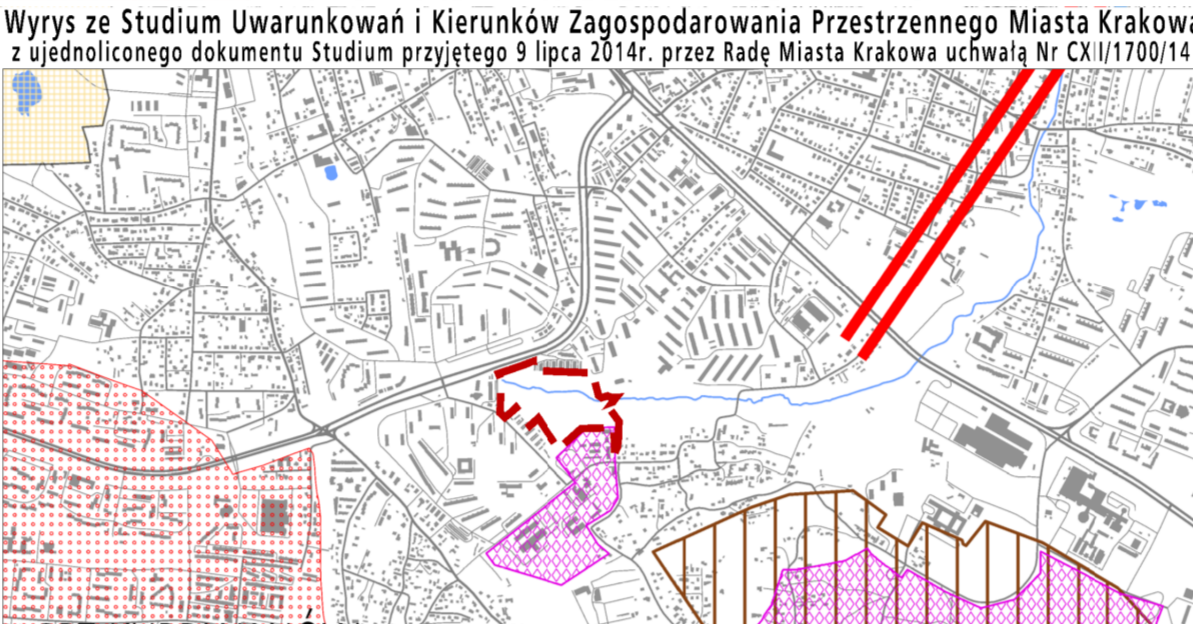 Wyrys ze Studium Uwarunkowań i Kierunków Zagospodarowania Przestrzennego Miasta Krakowa
z ujednoliconego dokumentu Studium przyjętego 9 lipca 2014r. przez Radę Miasta Krakowa uchwałą Nr CXII/1700/14